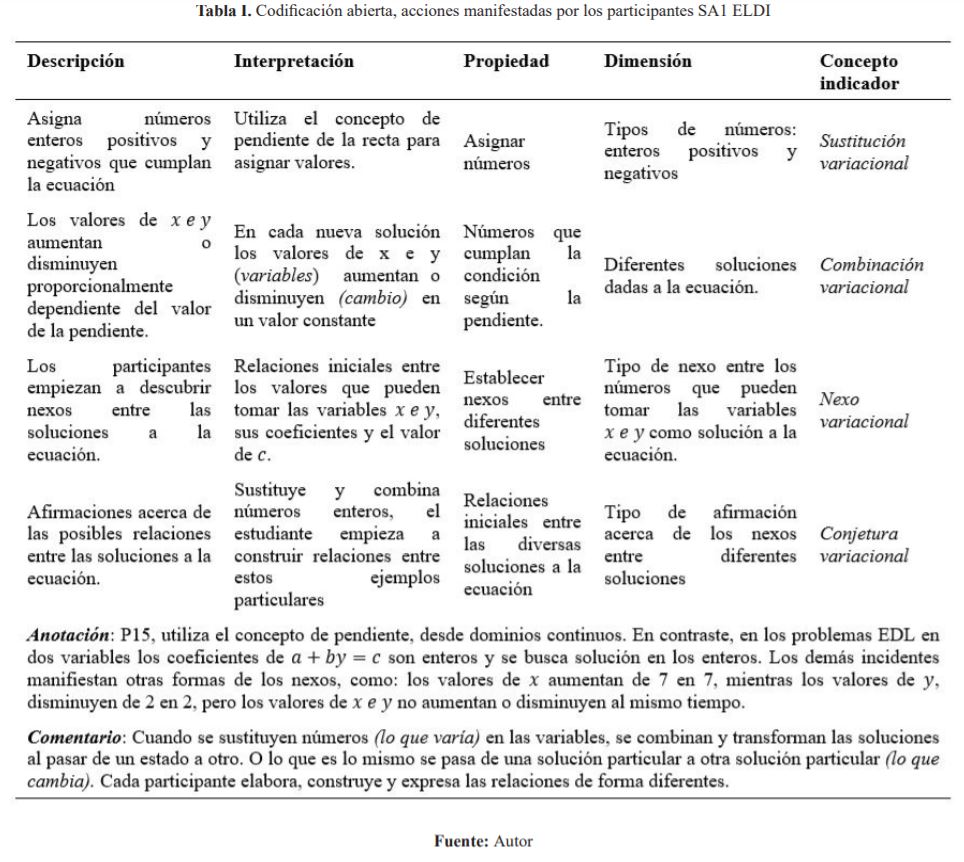 Tabla I. Codificación abierta, acciones manifestadas por los participantes SA1 ELDI
Descripción
Interpretación
Propiedad
Dimensión
Concepto
indicador
Asigna números
enteros positivos y
negativos que cumplan
la ecuación
Utiliza el concepto de
pendiente de la recta para
asignar valores.
Asignar
números
Tipos de números:
enteros positivos y
negativos
Sustitución
variacional
Los valores de x e y
aumentan o
disminuyen
proporcionalmente
dependiente del valor
de la pendiente.
En cada nueva solución
los valores de x e y
(variables) aumentan o
disminuyen (cambio) en
un valor constante
Números que
cumplan la
condición
según la
pendiente.
Diferentes soluciones
dadas a la ecuación.
Combinación
variacional
Los participantes
empiezan a descubrir
nexos entre las
soluciones a la
ecuación.
Relaciones iniciales entre
los valores que pueden
tomar las variables x e y,
sus coeficientes y el valor
de c.
Establecer
nexos entre
diferentes
soluciones
Tipo de nexo entre los
números que pueden
tomar las variables
x e y como solución a la
ecuación.
Nexo
variacional
Afirmaciones acerca de
las posibles relaciones
entre las soluciones a la
ecuación.
Sustituye y combina
números enteros, el
estudiante empieza a
construir relaciones entre
estos ejemplos
particulares
Relaciones
iniciales entre
las diversas
soluciones a la
ecuación
Tipo de afirmación
acerca de los nexos
entre diferentes
soluciones
Conjetura
variacional
Anotación: P15, utiliza el concepto de pendiente, desde dominios continuos. En contraste, en los problemas EDL en
dos variables los coeficientes de a + by = c son enteros y se busca solución en los enteros. Los demás incidentes
manifiestan otras formas de los nexos, como: los valores de x aumentan de 7 en 7, mientras los valores de y,
disminuyen de 2 en 2, pero los valores de x e y no aumentan o disminuyen al mismo tiempo.
Comentario: Cuando se sustituyen números (lo que varía) en las variables, se combinan y transforman las soluciones
al pasar de un estado a otro. O lo que es lo mismo se pasa de una solución particular a otra solución particular (lo que
cambia). Cada participante elabora, construye y expresa las relaciones de forma diferentes.
Fuente: Autor